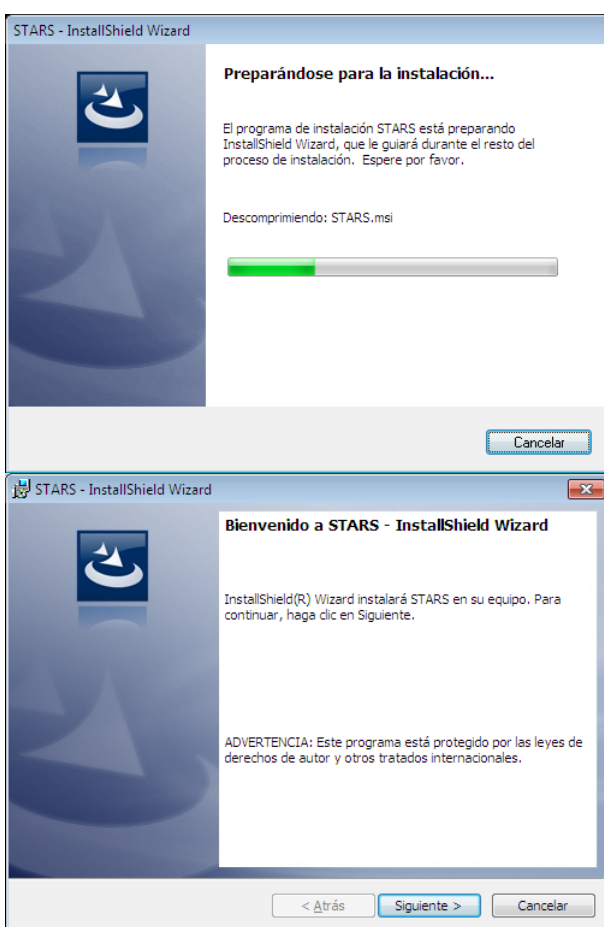 STARS - InstallShield Wizard
Preparándose para la instalación...
El programa de instalación STARS está preparando
InstallShield Wizard, que le guiará durante el resto del
proceso de instalación. Espere por favor.
Descomprimiendo: STARS.msi
Cancelar
STARS - InstallShield Wizard
Bienvenido a STARS - InstallShield Wizard
InstallShield(R) Wizard instalará STARS en su equipo. Para
continuar, haga clic en Siguiente.
ADVERTENCIA: Este programa está protegido por las leyes de
derechos de autor y otros tratados internacionales.
< Atrás Siguiente > Cancelar